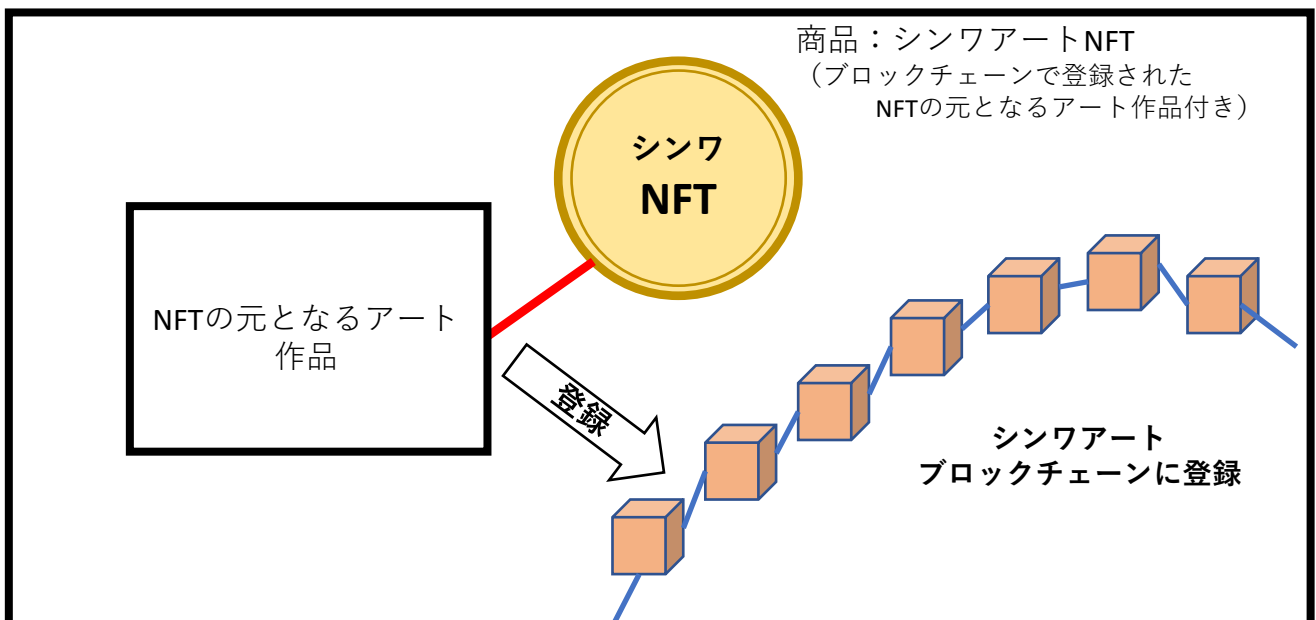 商品：シンワアートNFT
（ブロックチェーンで登録された
NFTの元となるアート作品付き）
シンワ
NFT
NFTの元となるアート
作品
登録
シンワアート
ブロックチェーンに登録